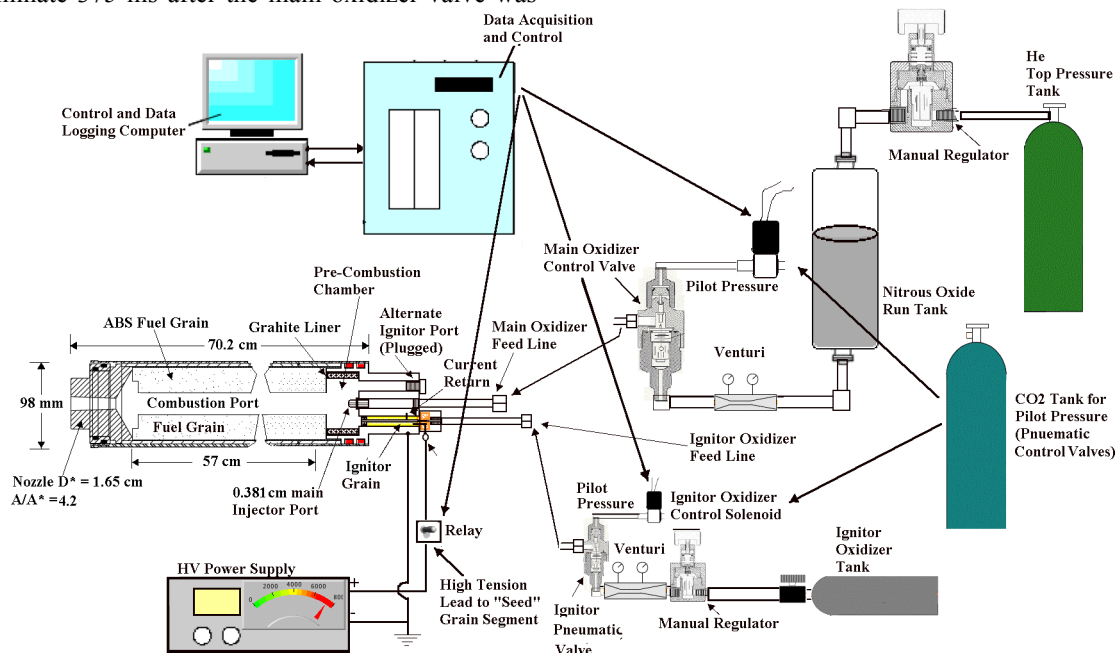 Data Acquisition
and Control
He
Top Pressure
Tank
Control and Data
Logging Computer
Manual Regulator
Main Oxidizer
Control Valve
Pilot Pressure
Nitrous Oxide
Run Tank
Pre-Combustion
Chamber
ABS Fuel Grain
Grahite Liner
Alternate
Ignitor Port
(Plugged)
Main Oxidizer
Feed Line
70.2 cm
Current
Return
Venturi
98 mm
Combustion Port
CO2 Tank for
Pilot Pressure
(Pnuematic
Control Valves)
Fuel Grain
Ignitor Oxidizer
Feed Line
57 cm
Ignitor
Grain
Nozzle D* = 1.65 cm
A/A* = 4.2
0.381 cm main
Injector Port
Pilot
Pressure
Ignitor Oxidizer
Control Solenoid
Relay
Venturi
Ignitor
Oxidizer
Tank
HV Power Supply
0 2000 4000 6000 800
+
-
High Tension
Lead to "Seed"
Grain Segment
Ignitor
Pneumatic
Valve
Manual Regulator